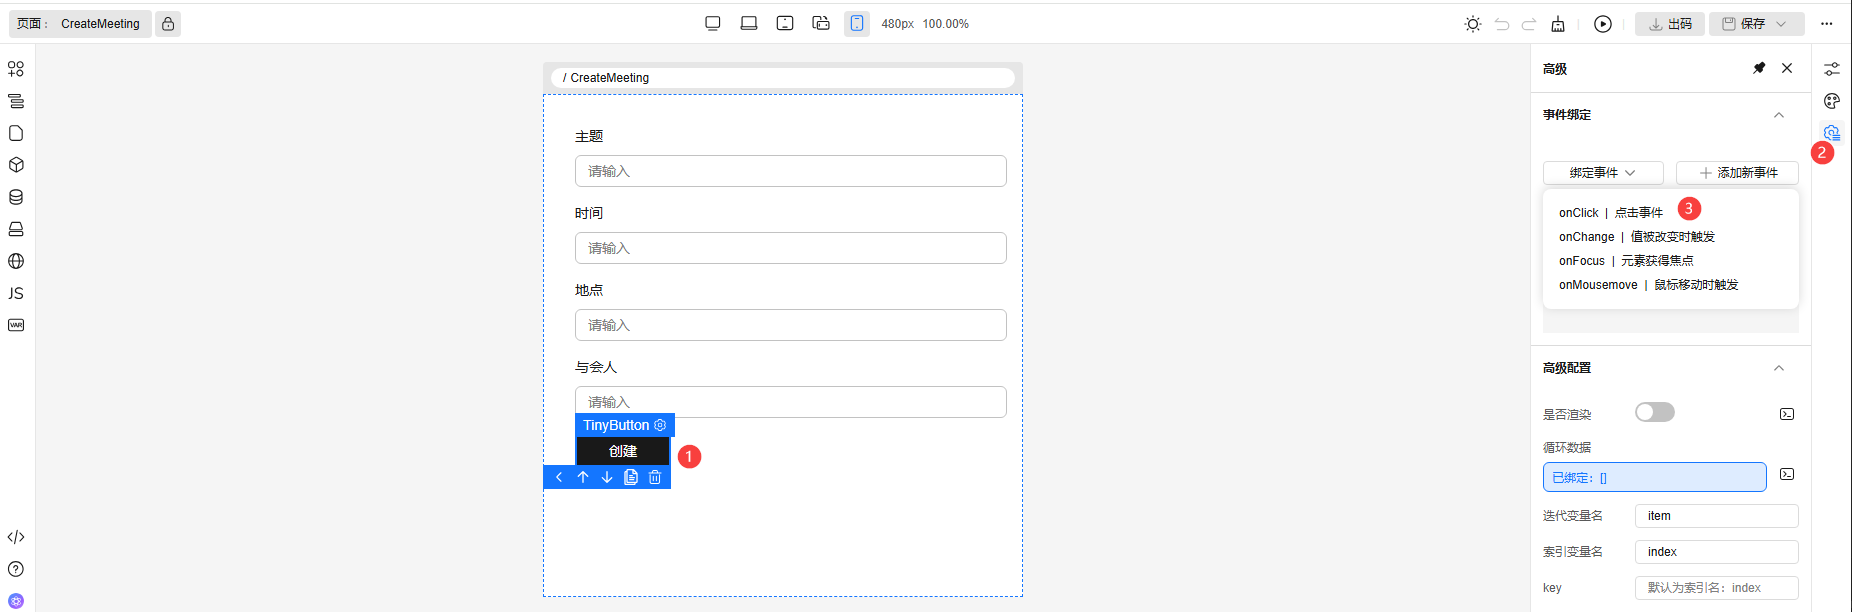 页面： CreateMeeting
480px 100.00%
出码
保存
/ CreateMeeting
主题
请输入
时间
请输入
地点
请输入
与会人
请输入
TinyButton
创建
1
JS
VAR
高级
事件绑定
2
绑定事件
添加新事件
onClick | 点击事件
3
onChange | 值被改变时触发
onFocus | 元素获得焦点
onMousemove | 鼠标移动时触发
高级配置
是否渲染
循环数据
已绑定：[]
迭代变量名 item
索引变量名 index
key 默认为索引名：index